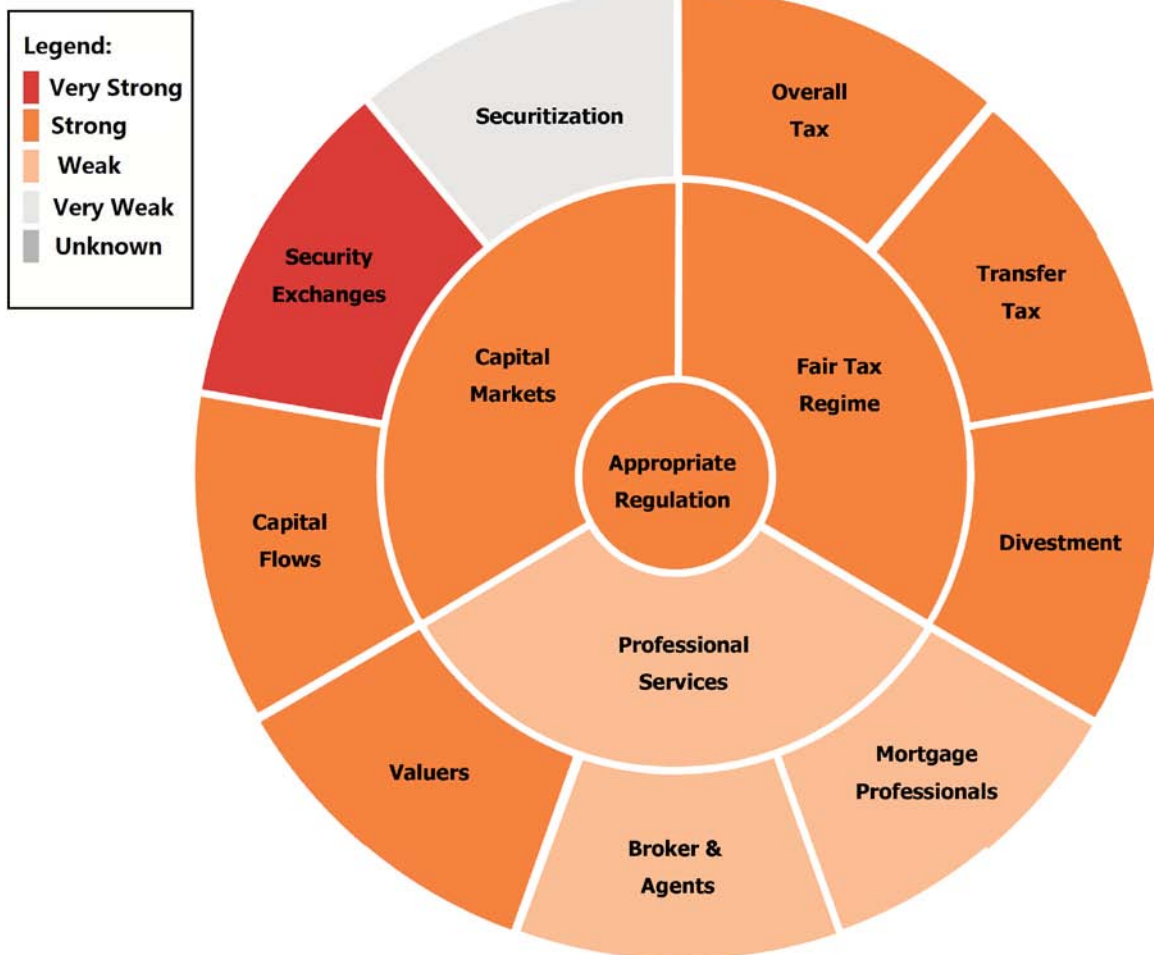 Legend:
Very Strong
Strong
Weak
Very Weak
Unknown
Securitization
Overall
Tax
Security
Exchanges
Transfer
Tax
Capital
Markets
Fair Tax
Regime
Appropriate
Regulation
Capital
Flows
Divestment
Professional
Services
Valuers
Mortgage
Professionals
Broker &
Agents